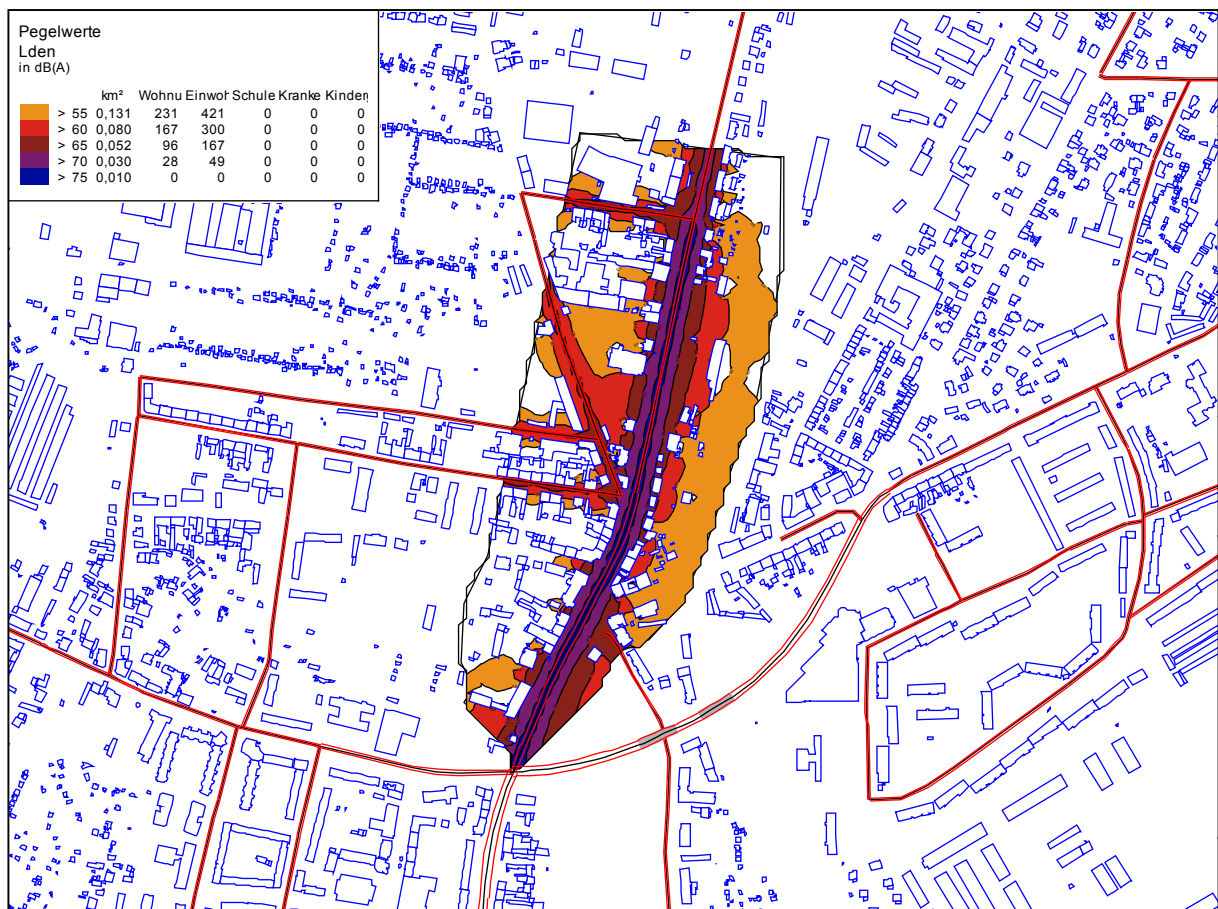 Pegelwerte
Lden
in dB(A)
km² Wohnu Einwoh Schule Kranke Kinder
> 55 0,131 231 421 0 0 0
> 60 0,080 167 300 0 0 0
> 65 0,052 96 167 0 0 0
> 70 0,030 28 49 0 0 0
> 75 0,010 0 0 0 0 0